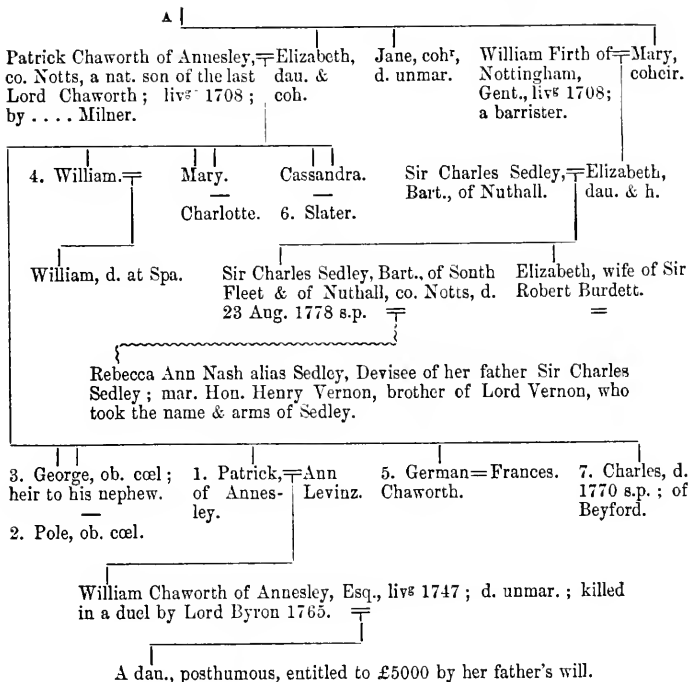 A
Patrick Chaworth of Annesley,=Elizabeth, Jane, cohʳ, William Firth of=Mary,
co. Notts, a nat. son of the last dau. & d. unmar. Nottingham, coheir.
Lord Chaworth ; livᵍ 1708 ; coh. Gent., livᵍ 1708;
by .... Milner. a barrister.
4. William.= Mary. Cassandra. Sir Charles Sedley,=Elizabeth,
— — Bart., of Nuthall. dau. & h.
Charlotte. 6. Slater.
William, d. at Spa. Sir Charles Sedley, Bart., of South Elizabeth, wife of Sir
Fleet & of Nuthall, co. Notts, d. Robert Burdett.
23 Aug. 1778 s.p. = =
Rebecca Ann Nash alias Sedley, Devisee of her father Sir Charles
Sedley ; mar. Hon. Henry Vernon, brother of Lord Vernon, who
took the name & arms of Sedley.
3. George, ob. cœl ; 1. Patrick,=Ann 5. German=Frances. 7. Charles, d.
heir to his nephew. of Annes- Levinz. Chaworth. 1770 s.p. ; of
— ley. Beyford.
2. Pole, ob. cœl.
William Chaworth of Annesley, Esq., livᵍ 1747 ; d. unmar. ; killed
in a duel by Lord Byron 1765. =
A dau., posthumous, entitled to £5000 by her father's will.